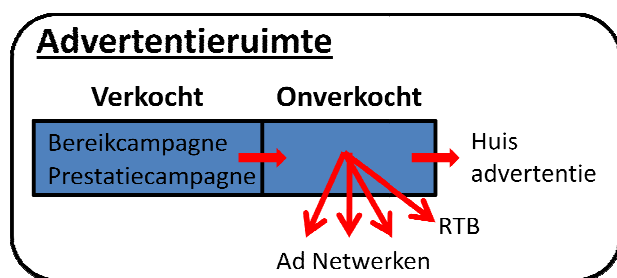 Advertentieruimte
Verkocht
Onverkocht
Bereikcampagne
Prestatiecampagne
Huis
advertentie
RTB
Ad Netwerken